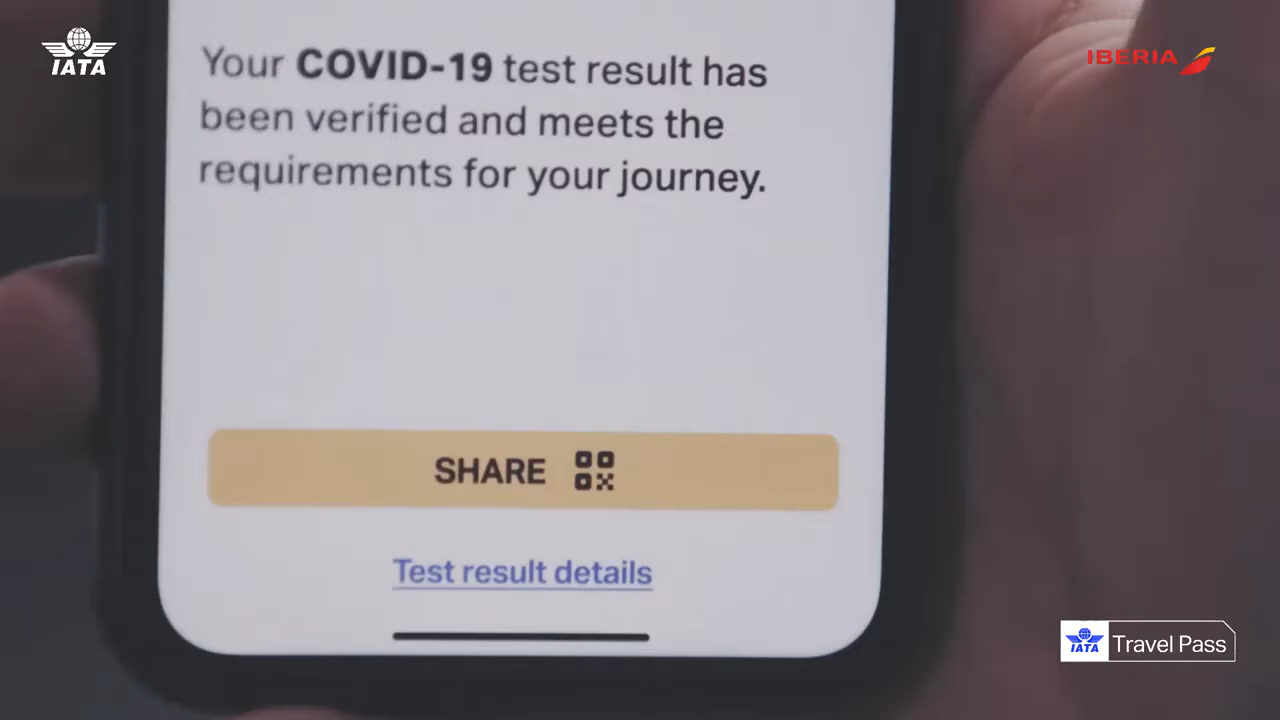 IATA
IBERIA
Your COVID-19 test result has
been verified and meets the
requirements for your journey.
SHARE
Test result details
IATA Travel Pass